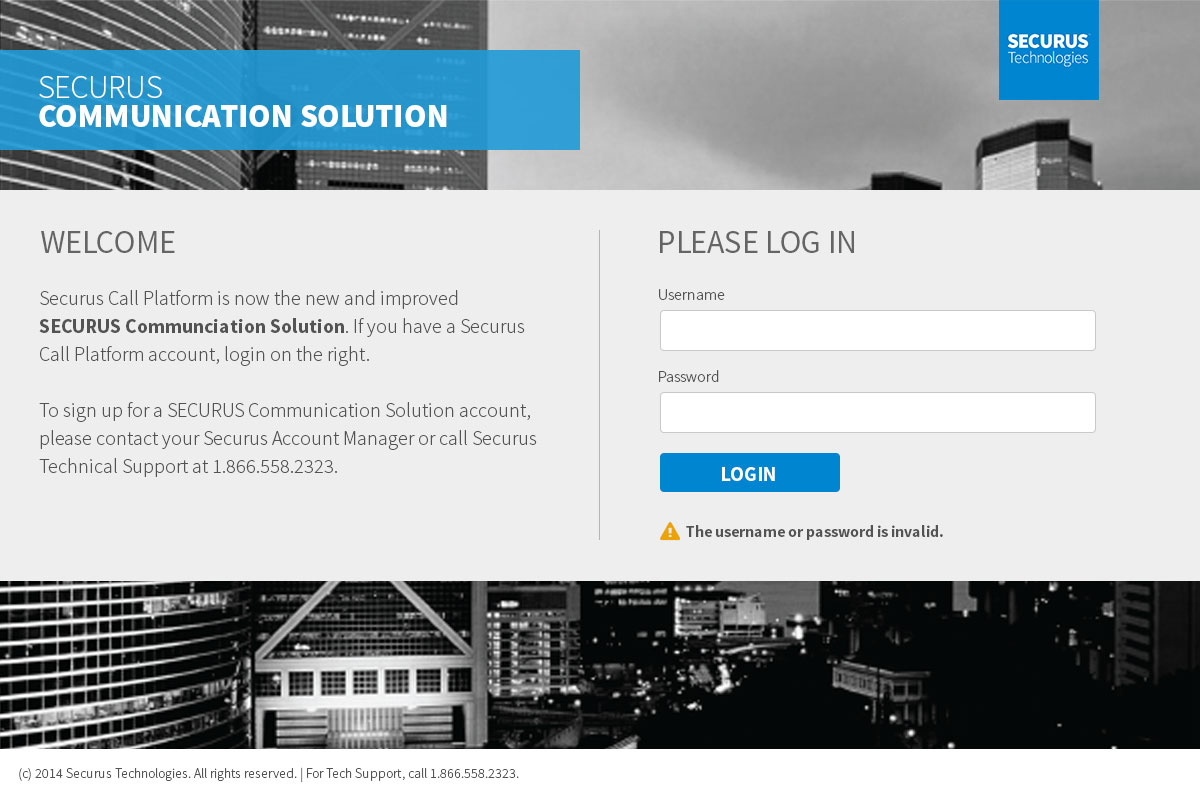 SECURUS
COMMUNICATION SOLUTION
SECURUS
Technologies
WELCOME
Securus Call Platform is now the new and improved
SECURUS Communciation Solution. If you have a Securus
Call Platform account, login on the right.
To sign up for a SECURUS Communication Solution account,
please contact your Securus Account Manager or call Securus
Technical Support at 1.866.558.2323.
PLEASE LOG IN
Username
Password
LOGIN
The username or password is invalid.
(c) 2014 Securus Technologies. All rights reserved. | For Tech Support, call 1.866.558.2323.